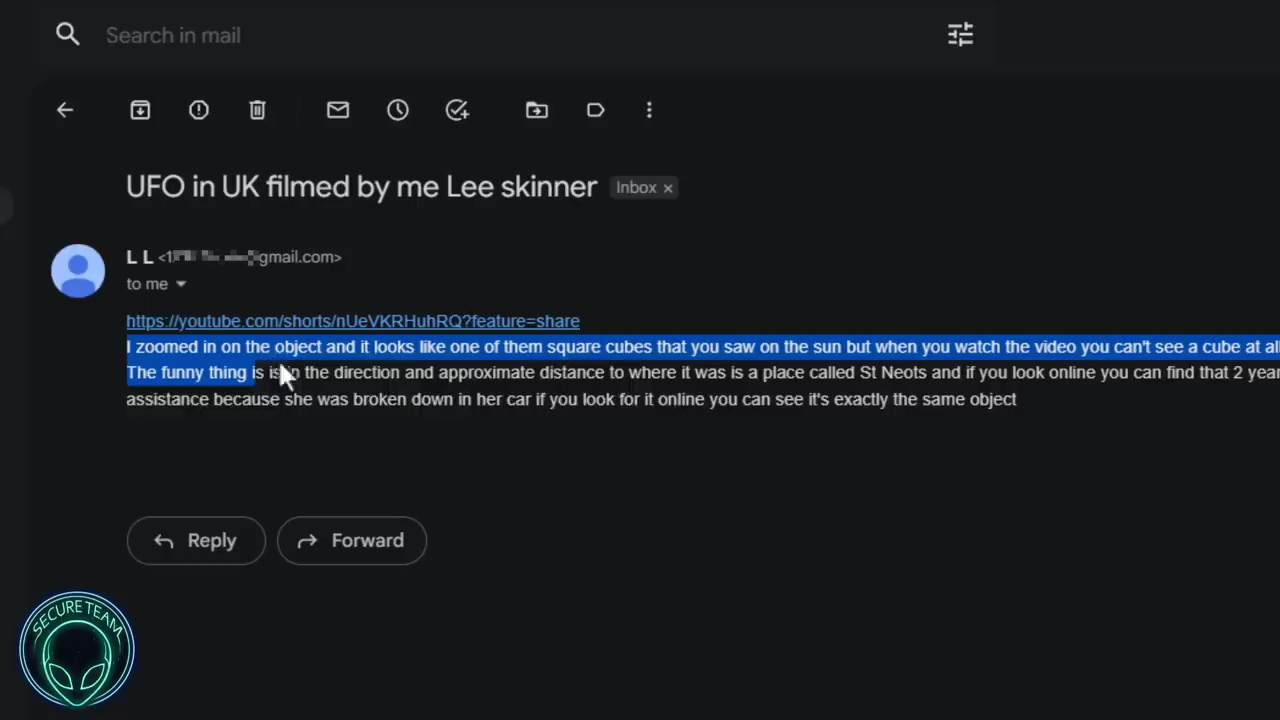 Search in mail
UFO in UK filmed by me Lee skinner Inbox ×
L L gmail.com>
to me
https://youtube.com/shorts/nUeVKRHuhRQ?feature=share
I zoomed in on the object and it looks like one of them square cubes that you saw on the sun but when you watch the video you can't see a cube at all
The funny thing is is in the direction and approximate distance to where it was is a place called St Neots and if you look online you can find that 2 year
assistance because she was broken down in her car if you look for it online you can see it's exactly the same object
Reply
Forward
SECURE TEAM